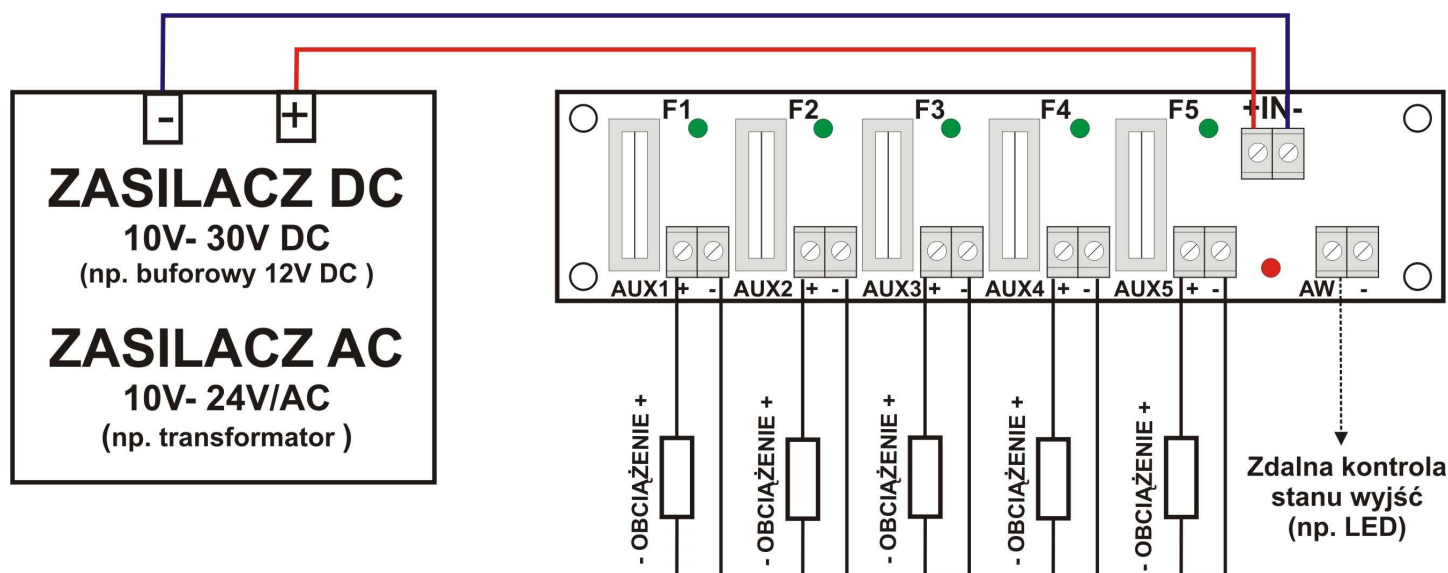 - +
ZASILACZ DC
10V- 30V DC
(np. buforowy 12V DC )
ZASILACZ AC
10V- 24V/AC
(np. transformator )
F1 F2 F3 F4 F5 +IN-
AUX1 + - AUX2 + - AUX3 + - AUX4 + - AUX5 + - AW -
- OBCIĄŻENIE +
- OBCIĄŻENIE +
- OBCIĄŻENIE +
- OBCIĄŻENIE +
- OBCIĄŻENIE +
Zdalna kontrola
stanu wyjść
(np. LED)